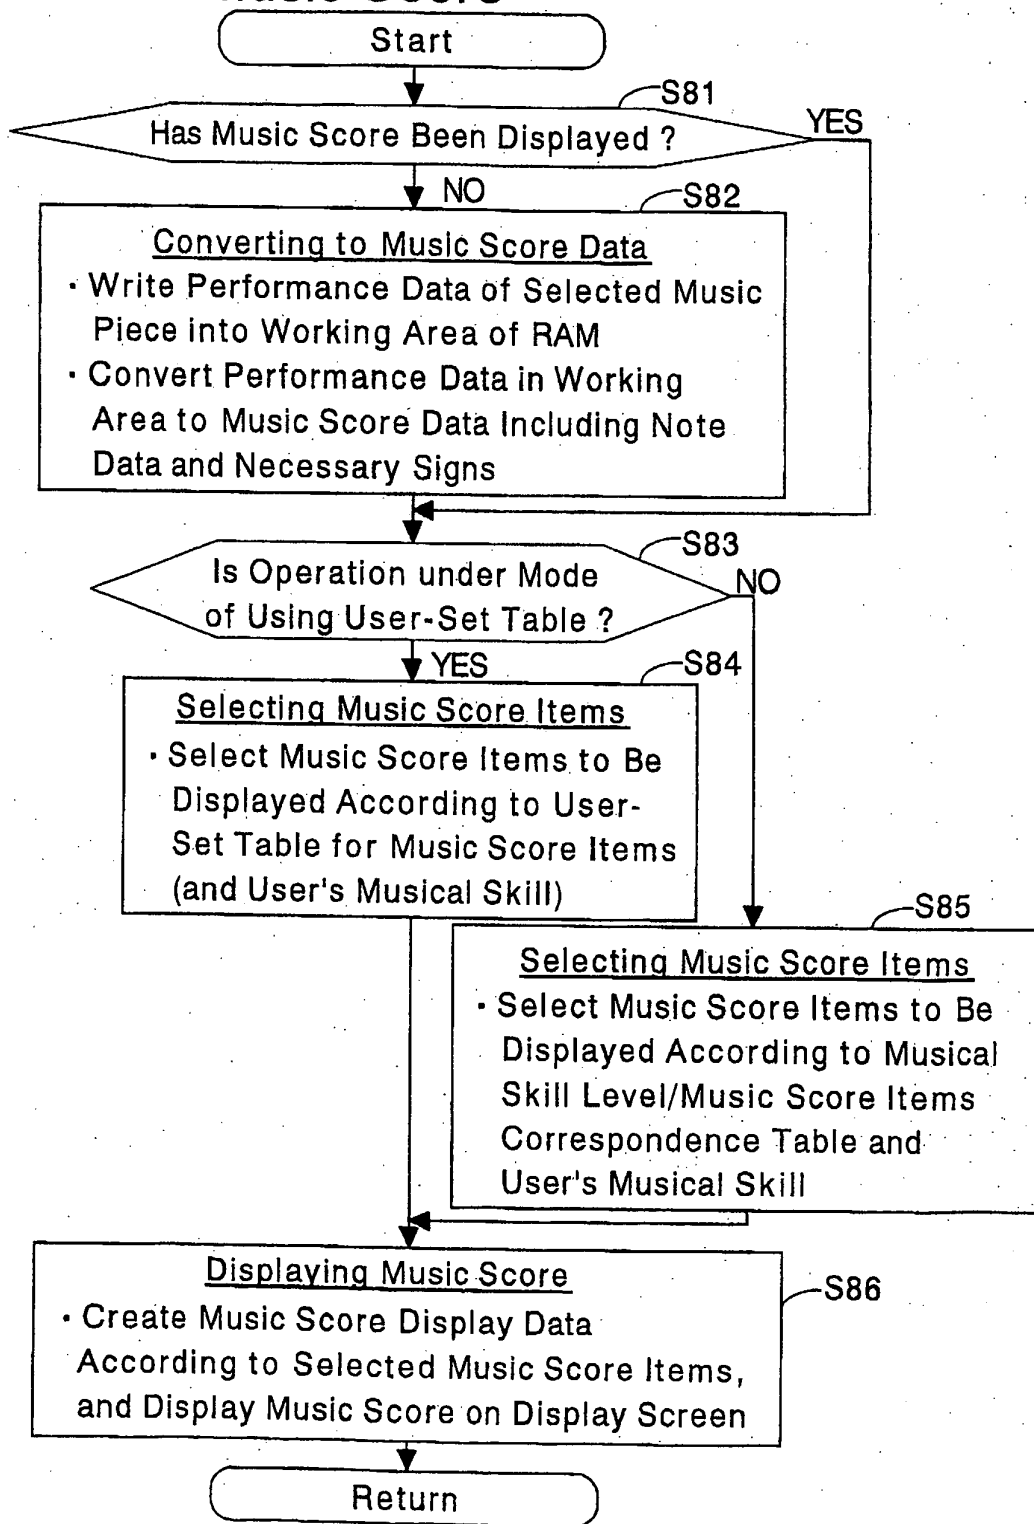 Music Score
Start
S81
Has Music Score Been Displayed ?
YES
NO
S82
Converting to Music Score Data
· Write Performance Data of Selected Music
Piece into Working Area of RAM
· Convert Performance Data in Working
Area to Music Score Data Including Note
Data and Necessary Signs
S83
Is Operation under Mode
of Using User-Set Table ?
NO
YES
S84
Selecting Music Score Items
· Select Music Score Items to Be
Displayed According to User-
Set Table for Music Score Items
(and User's Musical Skill)
S85
Selecting Music Score Items
· Select Music Score Items to Be
Displayed According to Musical
Skill Level/Music Score Items
Correspondence Table and
User's Musical Skill
Displaying Music Score
S86
· Create Music Score Display Data
According to Selected Music Score Items,
and Display Music Score on Display Screen
Return